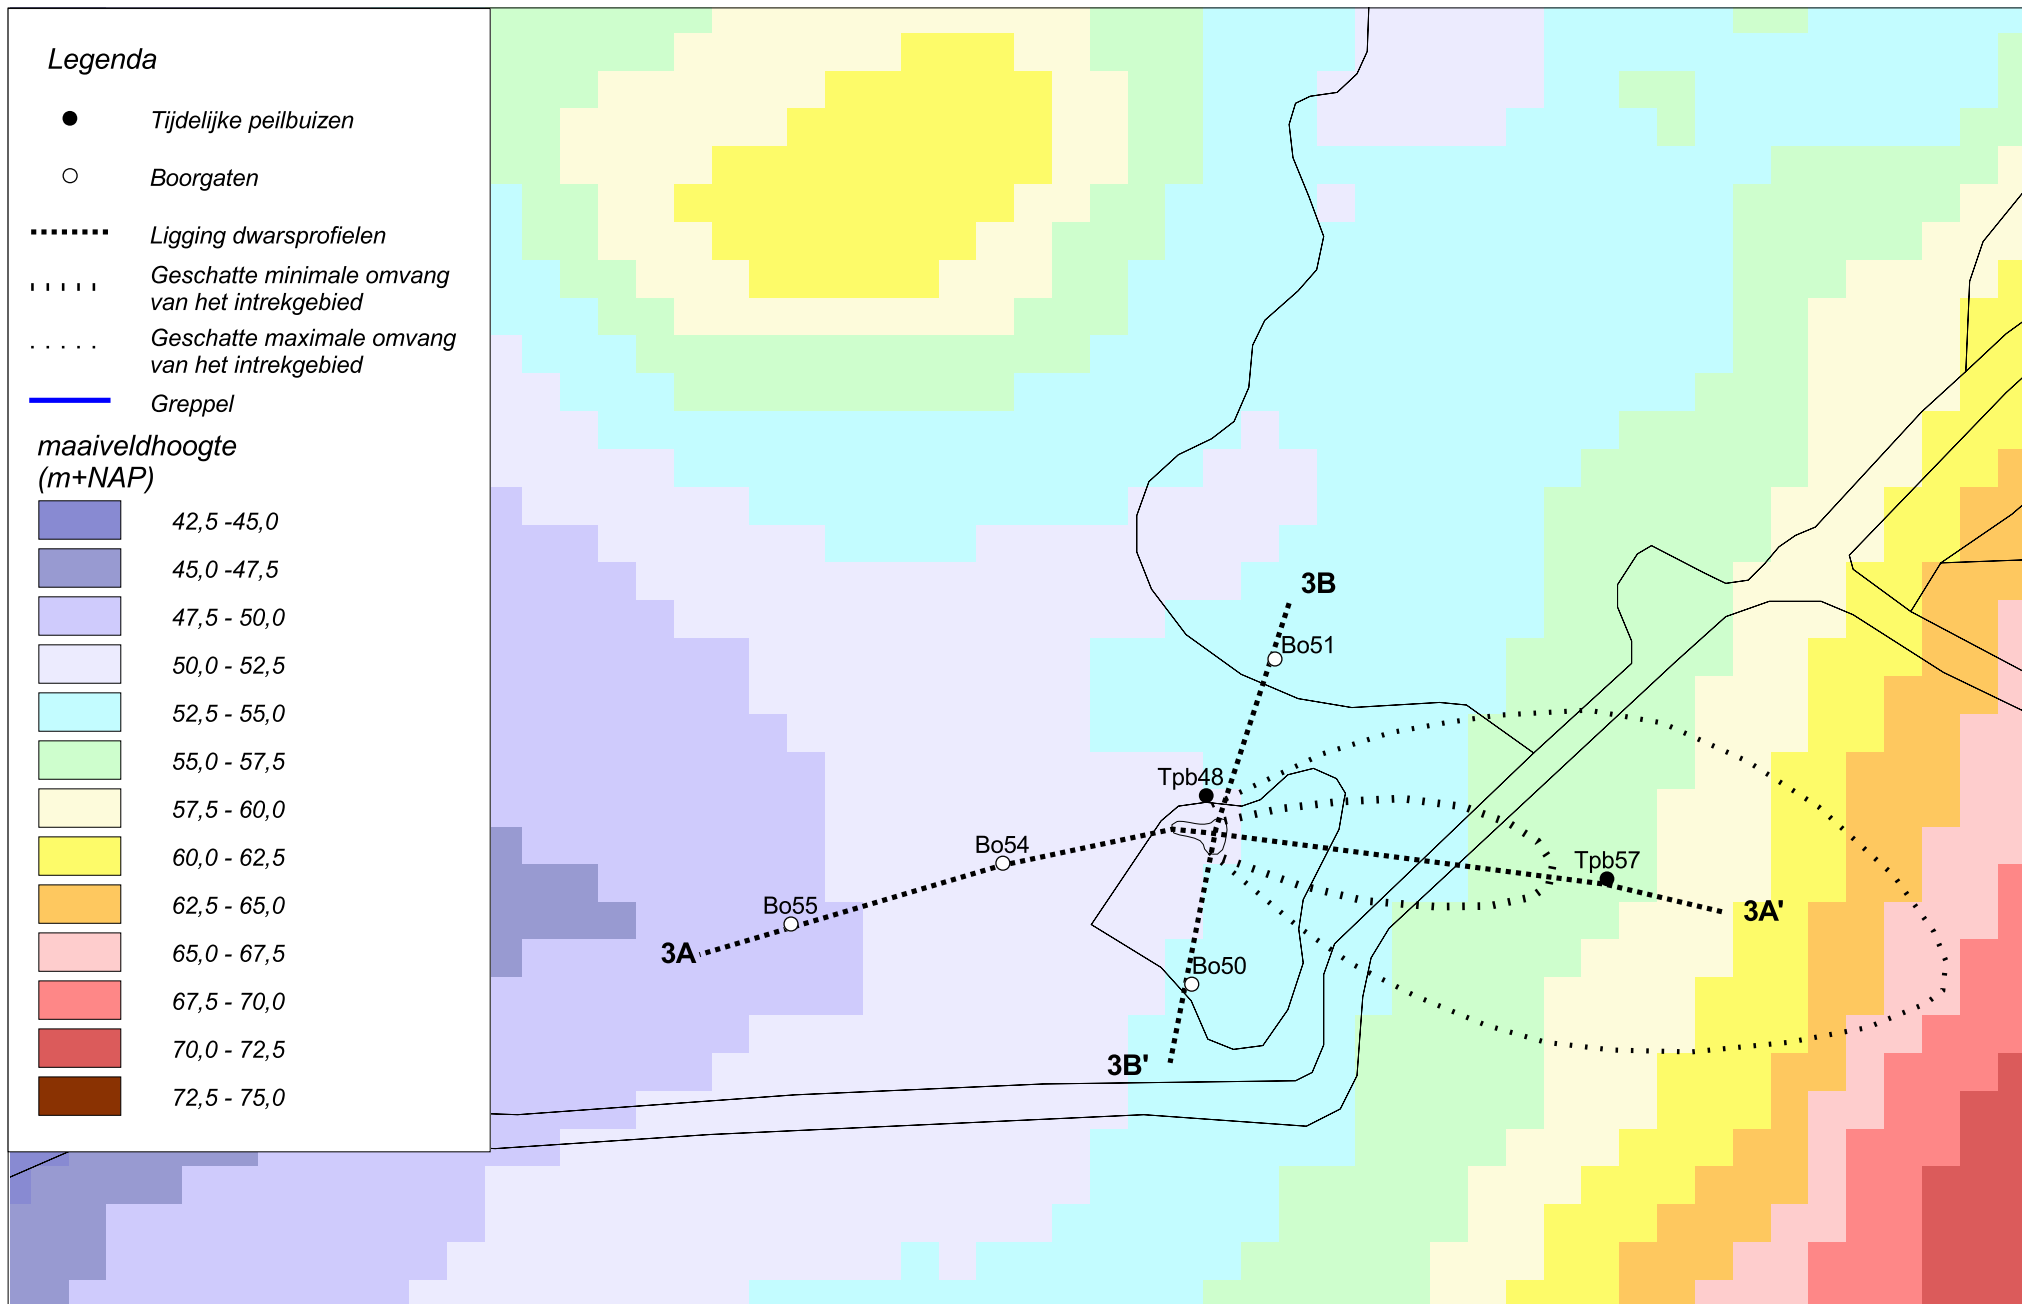 Legenda
Tijdelijke peilbuizen
Boorgaten
Ligging dwarsprofielen
Geschatte minimale omvang
van het intrekgebied
Geschatte maximale omvang
van het intrekgebied
Greppel
maaiveldhoogte
(m+NAP)
42,5 -45,0
45,0 -47,5
47,5 - 50,0
50,0 - 52,5
52,5 - 55,0
55,0 - 57,5
57,5 - 60,0
60,0 - 62,5
62,5 - 65,0
65,0 - 67,5
67,5 - 70,0
70,0 - 72,5
72,5 - 75,0
3B
Bo51
Tpb48
Bo54
Tpb57
Bo55
3A'
3A
Bo50
3B'